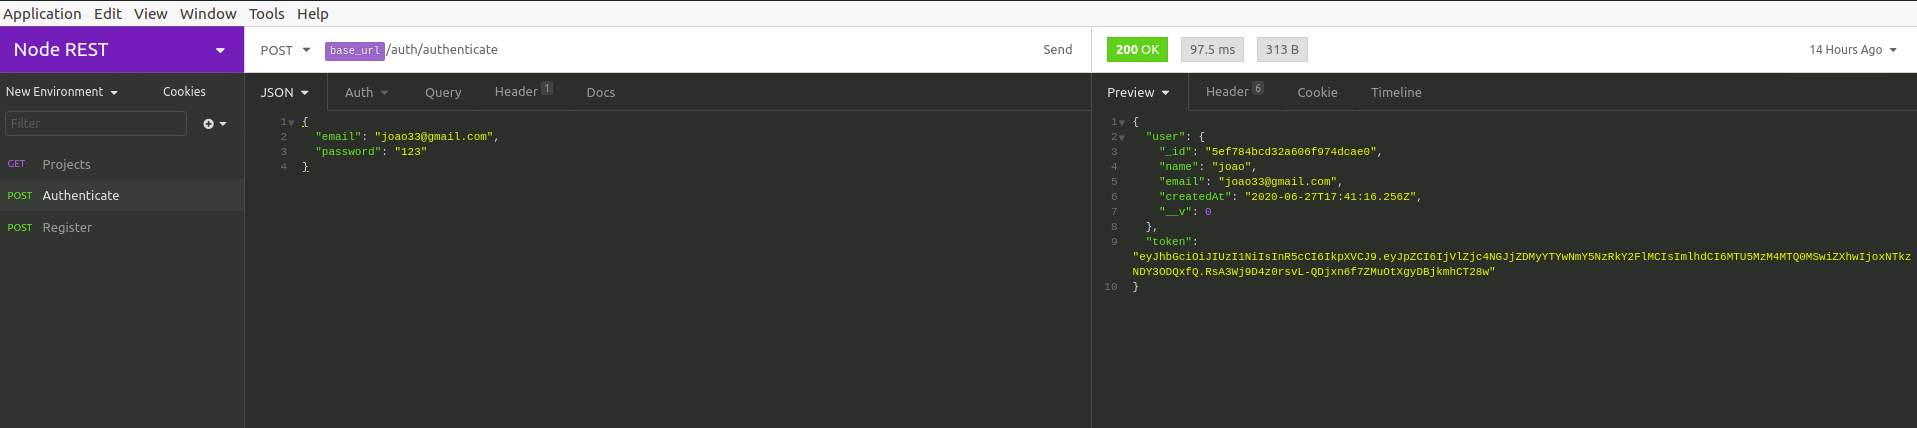 Application Edit View Window Tools Help
Node REST
New Environment Cookies
Filter
GET Projects
POST Authenticate
POST Register
POST base_url/auth/authenticate Send
JSON Auth Query Header 1 Docs
1 {
2 "email": "joao33@gmail.com",
3 "password": "123"
4 }
200 OK 97.5 ms 313 B 14 Hours Ago
Preview Header 6 Cookie Timeline
1 {
2 "user": {
3 "_id": "5ef784bcd32a606f974dcae0",
4 "name": "joao",
5 "email": "joao33@gmail.com",
6 "createdAt": "2020-06-27T17:41:16.256Z",
7 "__v": 0
8 },
9 "token":
"eyJhbGciOiJIUzI1NiIsInR5cCI6IkpXVCJ9.eyJpZCI6IjVlZjc4NGJjZDMyYTYwNmY5NzRkY2FlMCIsImlhdCI6MTU5MzM4MTQ0MSwiZXhwIjoxNTkz
NDY3ODQxfQ.RsA3Wj9D4z0rsvL-QDjxn6f7ZMuOtXgyDBjkmhCT28w"
10 }